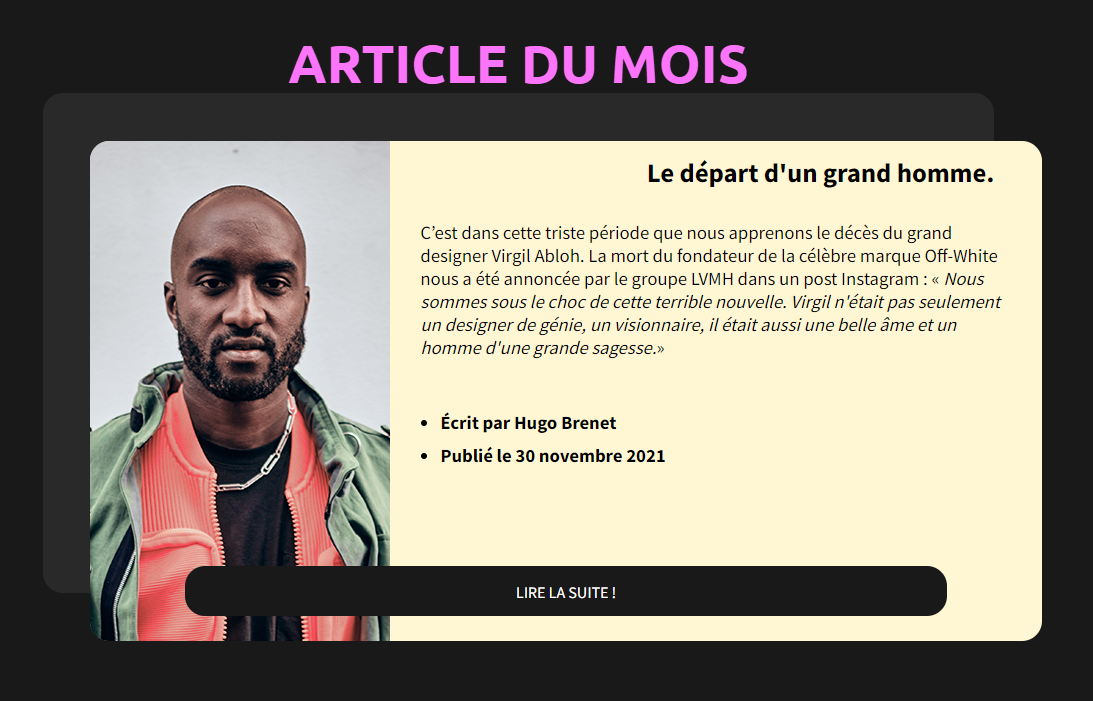 ARTICLE DU MOIS
Le départ d'un grand homme.
C’est dans cette triste période que nous apprenons le décès du grand
designer Virgil Abloh. La mort du fondateur de la célèbre marque Off-White
nous a été annoncée par le groupe LVMH dans un post Instagram : « Nous
sommes sous le choc de cette terrible nouvelle. Virgil n'était pas seulement
un designer de génie, un visionnaire, il était aussi une belle âme et un
homme d'une grande sagesse.»
• Écrit par Hugo Brenet
• Publié le 30 novembre 2021
LIRE LA SUITE !